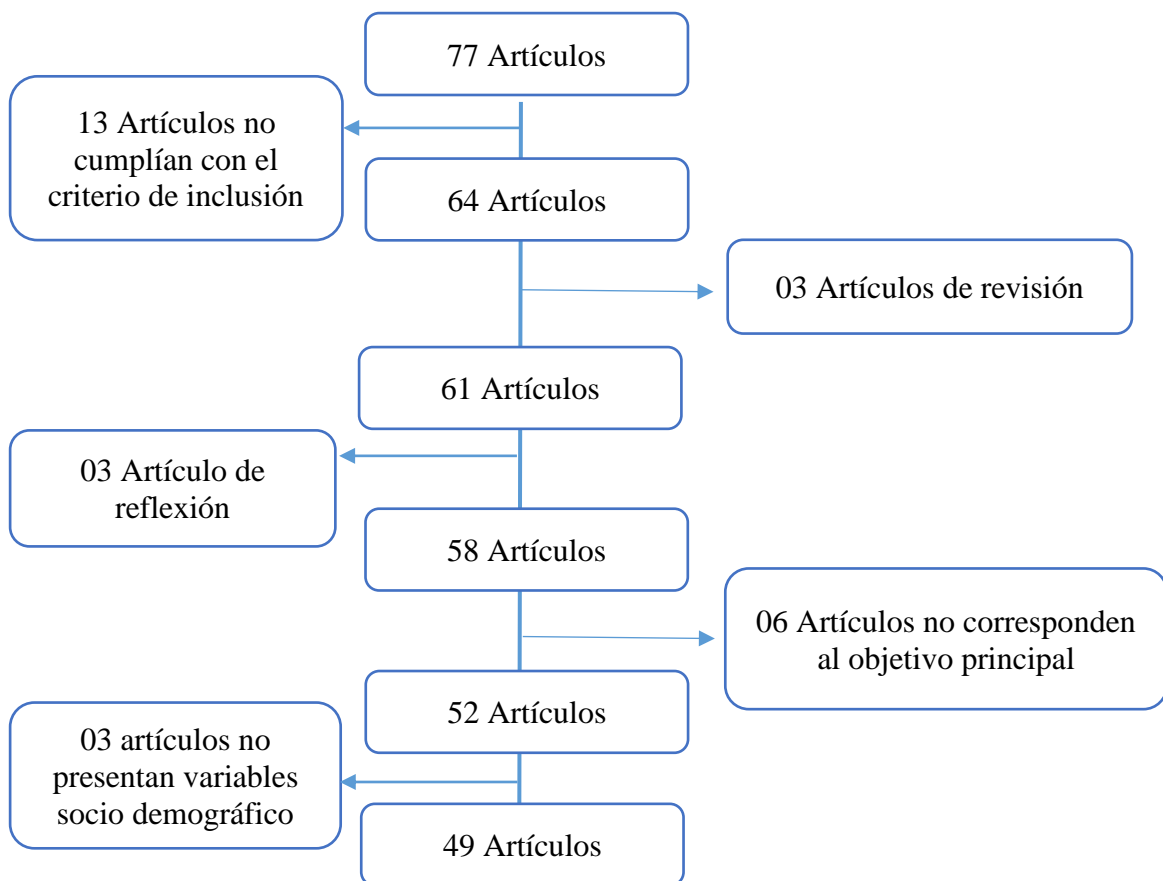 77 Artículos
13 Artículos no
cumplían con el
criterio de inclusión
64 Artículos
03 Artículos de revisión
61 Artículos
03 Artículo de
reflexión
58 Artículos
06 Artículos no corresponden
al objetivo principal
52 Artículos
03 artículos no
presentan variables
socio demográfico
49 Artículos